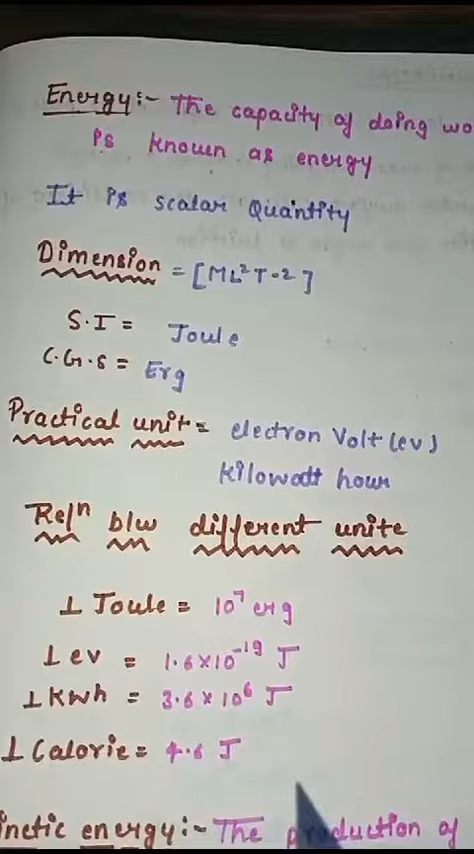 Energy:- The capacity of doing wo
is known as energy
It is scalar Quantity
Dimension = [ML²T-2]
S.I = Joule
C.G.S = Erg
Practical unit = electron Volt (ev)
Kilowatt hour
Relⁿ b/w different unite
1 Joule = 10⁷ erg
1 ev = 1.6×10⁻¹⁹ J
1 kwh = 3.6×10⁶ J
1 Calorie = 4.6 J
inetic energy:- The production of